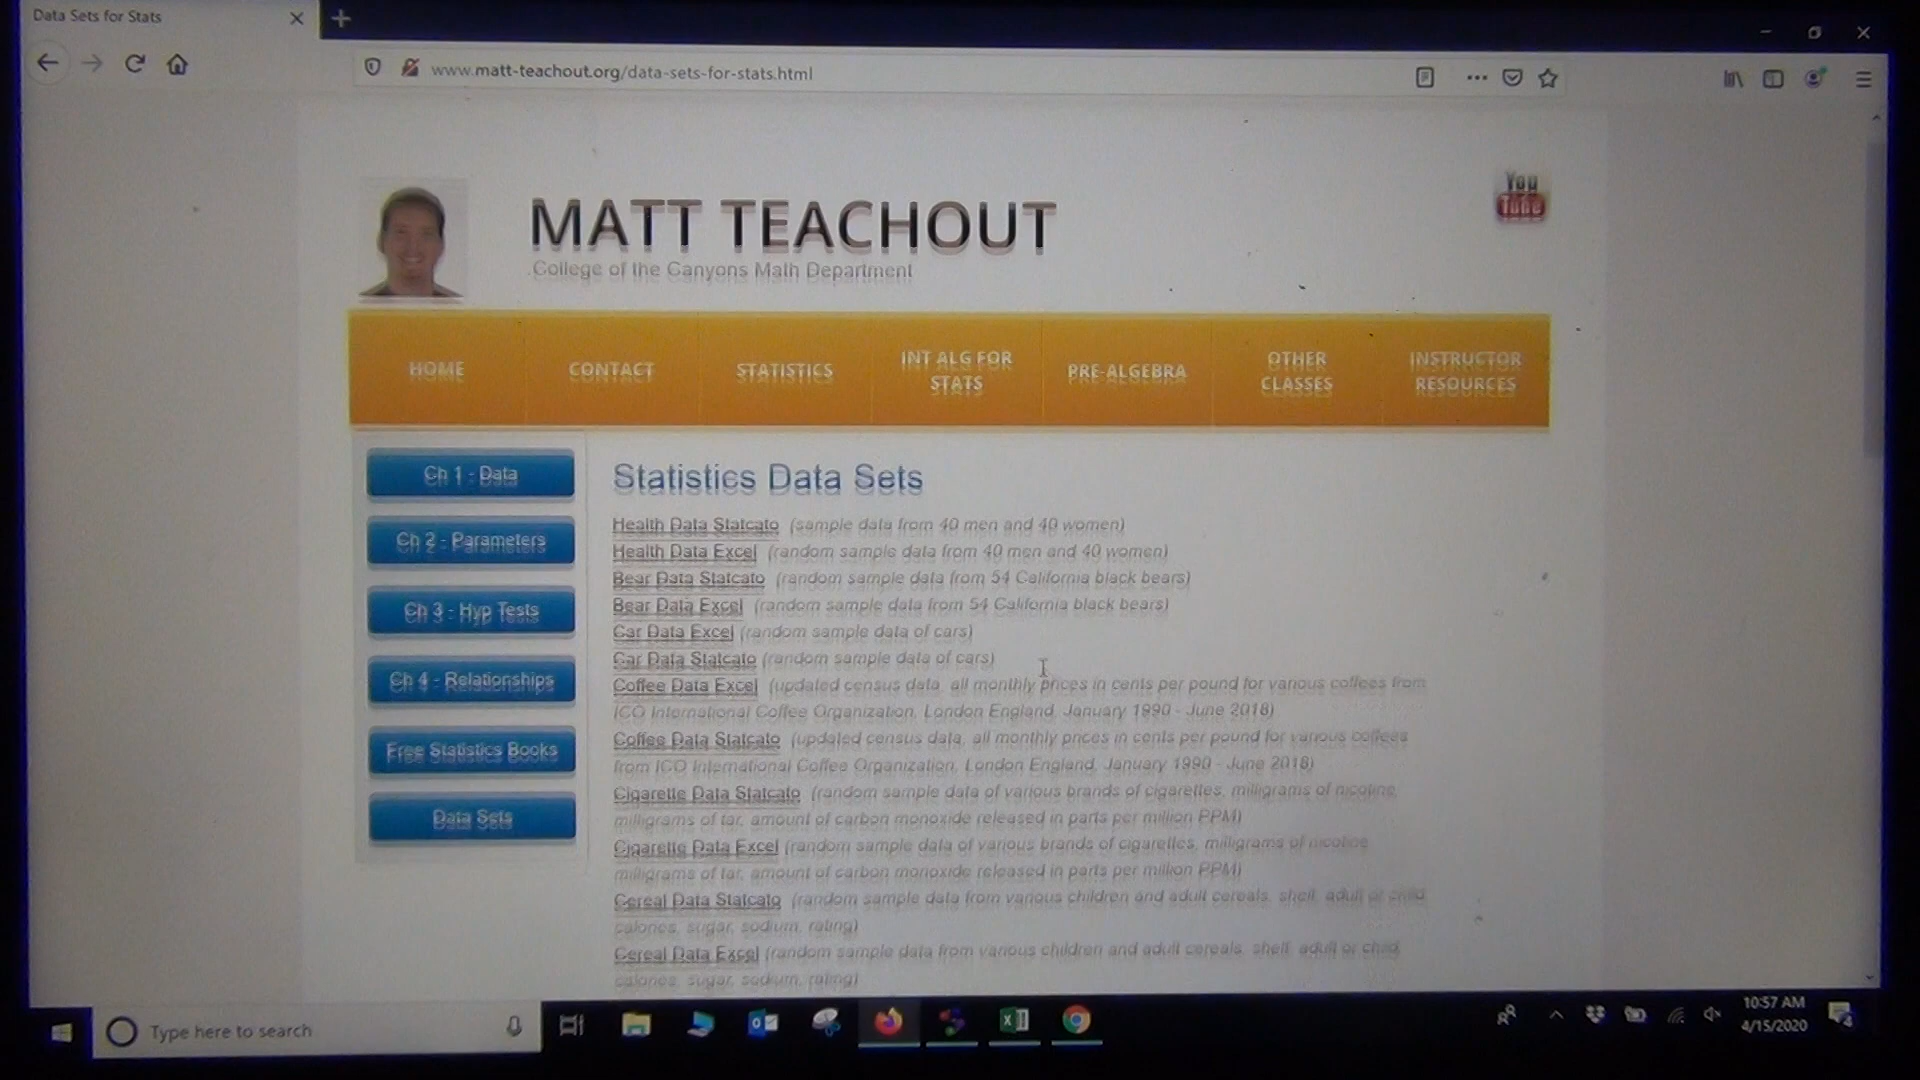 Data Sets for Stats
www.matt-teachout.org/data-sets-for-stats.html
You
Tube
MATT TEACHOUT
College of the Canyons Math Department
HOME
CONTACT
STATISTICS
INT ALG FOR
STATS
PRE-ALGEBRA
OTHER
CLASSES
INSTRUCTOR
RESOURCES
Ch 1 - Data
Ch 2 - Parameters
Ch 3 - Hyp Tests
Ch 4 - Relationships
Free Statistics Books
Data Sets
Statistics Data Sets
Health Data Statcato (sample data from 40 men and 40 women)
Health Data Excel (random sample data from 40 men and 40 women)
Bear Data Statcato (random sample data from 54 California black bears)
Bear Data Excel (random sample data from 54 California black bears)
Car Data Excel (random sample data of cars)
Car Data Statcato (random sample data of cars)
Coffee Data Excel (updated census data, all monthly prices in cents per pound for various coffees from
ICO International Coffee Organization, London England, January 1990 - June 2018)
Coffee Data Statcato (updated census data, all monthly prices in cents per pound for various coffees
from ICO International Coffee Organization, London England, January 1990 - June 2018)
Cigarette Data Statcato (random sample data of various brands of cigarettes, milligrams of nicotine,
milligrams of tar, amount of carbon monoxide released in parts per million PPM)
Cigarette Data Excel (random sample data of various brands of cigarettes, milligrams of nicotine
milligrams of tar, amount of carbon monoxide released in parts per million PPM)
Cereal Data Statcato (random sample data from various children and adult cereals, shelf, adult or child,
calories, sugar, sodium, rating)
Cereal Data Excel (random sample data from various children and adult cereals, shelf, adult or child,
calories, sugar, sodium, rating)
Type here to search
10:57 AM
4/15/2020